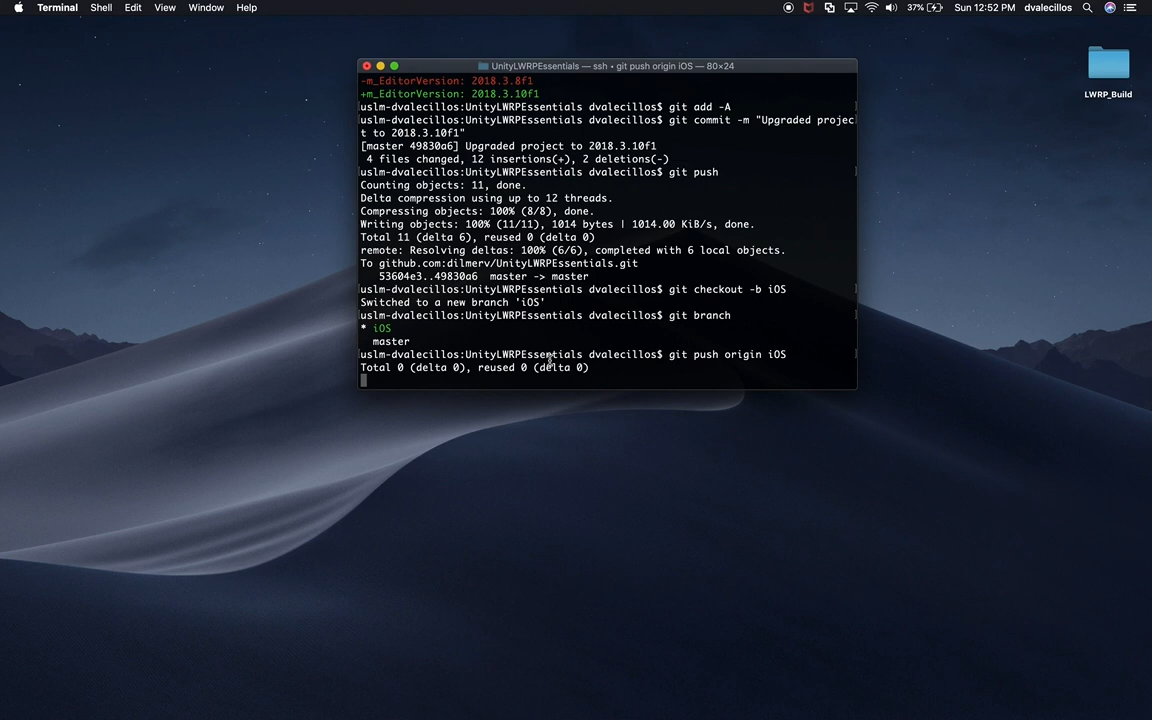 Terminal Shell Edit View Window Help 37% Sun 12:52 PM dvalecillos
UnityLWRPEssentials — ssh ‹ git push origin iOS — 80×24
-m_EditorVersion: 2018.3.8f1
+m_EditorVersion: 2018.3.10f1
uslm-dvalecillos:UnityLWRPEssentials dvalecillos$ git add -A
uslm-dvalecillos:UnityLWRPEssentials dvalecillos$ git commit -m "Upgraded projec
t to 2018.3.10f1"
[master 49830a6] Upgraded project to 2018.3.10f1
4 files changed, 12 insertions(+), 2 deletions(-)
uslm-dvalecillos:UnityLWRPEssentials dvalecillos$ git push
Counting objects: 11, done.
Delta compression using up to 12 threads.
Compressing objects: 100% (8/8), done.
Writing objects: 100% (11/11), 1014 bytes | 1014.00 KiB/s, done.
Total 11 (delta 6), reused 0 (delta 0)
remote: Resolving deltas: 100% (6/6), completed with 6 local objects.
To github.com:dilmerv/UnityLWRPEssentials.git
53604e3..49830a6 master -> master
uslm-dvalecillos:UnityLWRPEssentials dvalecillos$ git checkout -b iOS
Switched to a new branch 'iOS'
uslm-dvalecillos:UnityLWRPEssentials dvalecillos$ git branch
* iOS
master
uslm-dvalecillos:UnityLWRPEssentials dvalecillos$ git push origin iOS
Total 0 (delta 0), reused 0 (delta 0)
LWRP_Build